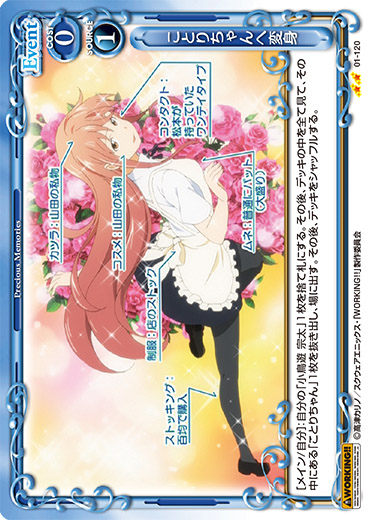 Event
COST
0
SOURCE
1
ことりちゃんへ変身
01-120
Precious Memories
カツラ:山田の私物
コスメ:山田の私物
コンタクト:
松本が
持っていた
ワンデイタイプ
制服:店のストック
ムネ:普通にパット
(大盛り)
ストッキング:
百均で購入
[メイン/自分]:自分の「小鳥遊 宗太」1枚を捨て札にする。その後、デッキの中を全て見て、その
中にある「ことりちゃん」1枚を抜き出し、場に出す。その後、デッキをシャッフルする。
WORKING!!
©高津カリノ/スクウェアエニックス・「WORKING!!」製作委員会